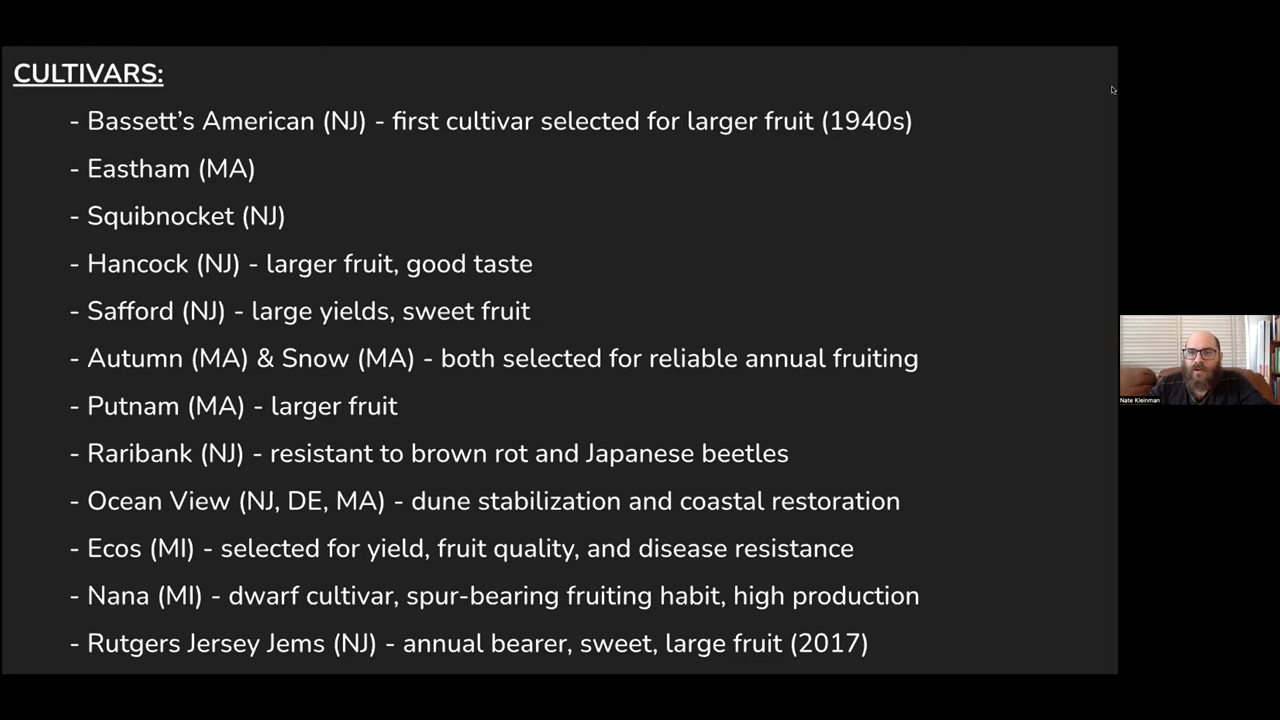 CULTIVARS:
- Bassett’s American (NJ) - first cultivar selected for larger fruit (1940s)
- Eastham (MA)
- Squibnocket (NJ)
- Hancock (NJ) - larger fruit, good taste
- Safford (NJ) - large yields, sweet fruit
- Autumn (MA) & Snow (MA) - both selected for reliable annual fruiting
- Putnam (MA) - larger fruit
- Raribank (NJ) - resistant to brown rot and Japanese beetles
- Ocean View (NJ, DE, MA) - dune stabilization and coastal restoration
- Ecos (MI) - selected for yield, fruit quality, and disease resistance
- Nana (MI) - dwarf cultivar, spur-bearing fruiting habit, high production
- Rutgers Jersey Jems (NJ) - annual bearer, sweet, large fruit (2017)
Nate Kleinman